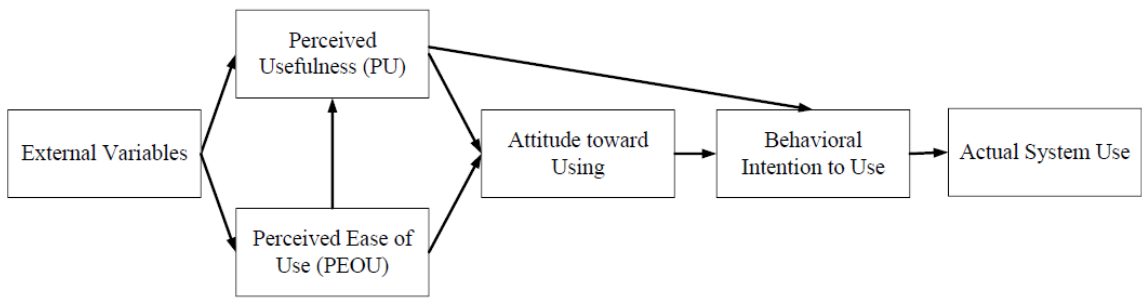 Perceived
Usefulness (PU)
External Variables
Attitude toward
Using
Behavioral
Intention to Use
Actual System Use
Perceived Ease of
Use (PEOU)